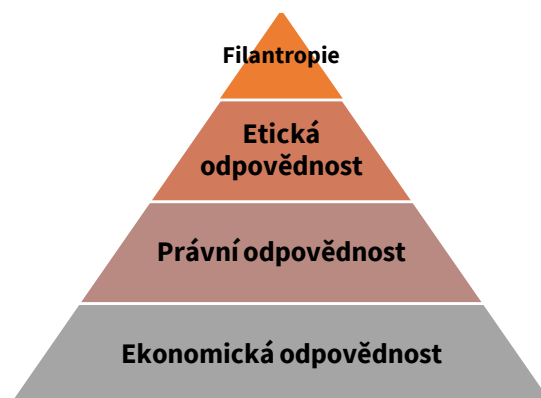 Filantropie
Etická
odpovědnost
Právní odpovědnost
Ekonomická odpovědnost